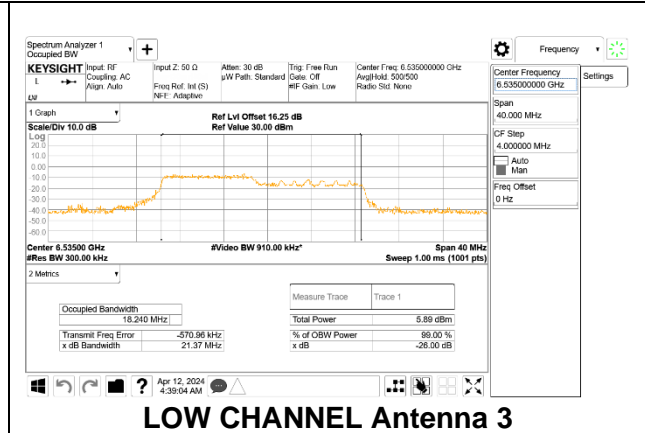 Spectrum Analyzer 1
Occupied BW
+
Frequency
KEYSIGHT
L
Input: RF
Coupling: AC
Align: Auto
Input Z: 50 Ω
Freq Ref: Int (S)
NFE: Adaptive
Atten: 30 dB
µW Path: Standard
Trig: Free Run
Gate: Off
#IF Gain: Low
Center Freq: 6.535000000 GHz
Avg|Hold: 500/500
Radio Std: None
Center Frequency
6.535000000 GHz
Settings
Span
40.000 MHz
CF Step
4.000000 MHz
Auto
Man
Freq Offset
0 Hz
1 Graph
Scale/Div 10.0 dB
Ref Lvl Offset 16.25 dB
Ref Value 30.00 dBm
Log
20.0
10.0
0.00
-10.0
-20.0
-30.0
-40.0
-50.0
-60.0
Center 6.53500 GHz
#Video BW 910.00 kHz*
Span 40 MHz
#Res BW 300.00 kHz
Sweep 1.00 ms (1001 pts)
2 Metrics
Measure Trace
Trace 1
Occupied Bandwidth
18.240 MHz
Total Power
5.89 dBm
Transmit Freq Error
-570.96 kHz
% of OBW Power
99.00 %
x dB Bandwidth
21.37 MHz
x dB
-26.00 dB
?
Apr 12, 2024
4:39:04 AM
LOW CHANNEL Antenna 3